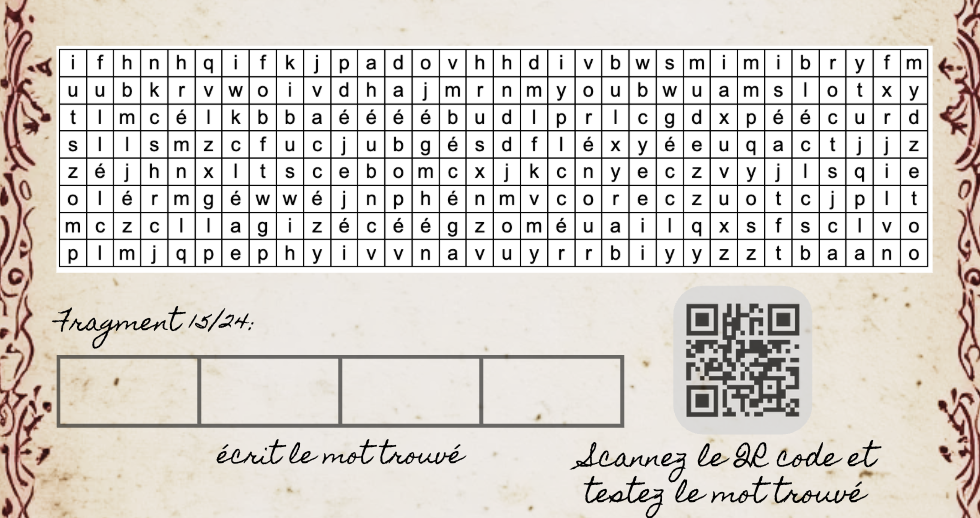 i f h n h q i f k j p a d o v h h d i v b w s m i m i b r y f m
u u b k r v w o i v d h a j m r n m y o u b w u a m s l o t x y
t l m c é l k b b a é é é é b u d l p r l c g d x p é é c u r d
s l l s m z c f u c j u b g é s d f l é x y é e u q a c t j j z
z é j h n x l t s c e b o m c x j k c n y e c z v y j l s q i e
o l é r m g é w w é j n p h é n m v c o r e c z u o t c j p l t
m c z c l l a g i z é c é é g z o m é u a i l q x s f s c l v o
p l m j q p e p h y i v v n a v u y r r b i y y z z t b a a n o
Fragment 15/24:
écrit le mot trouvé
Scannez le QR code et
testez le mot trouvé